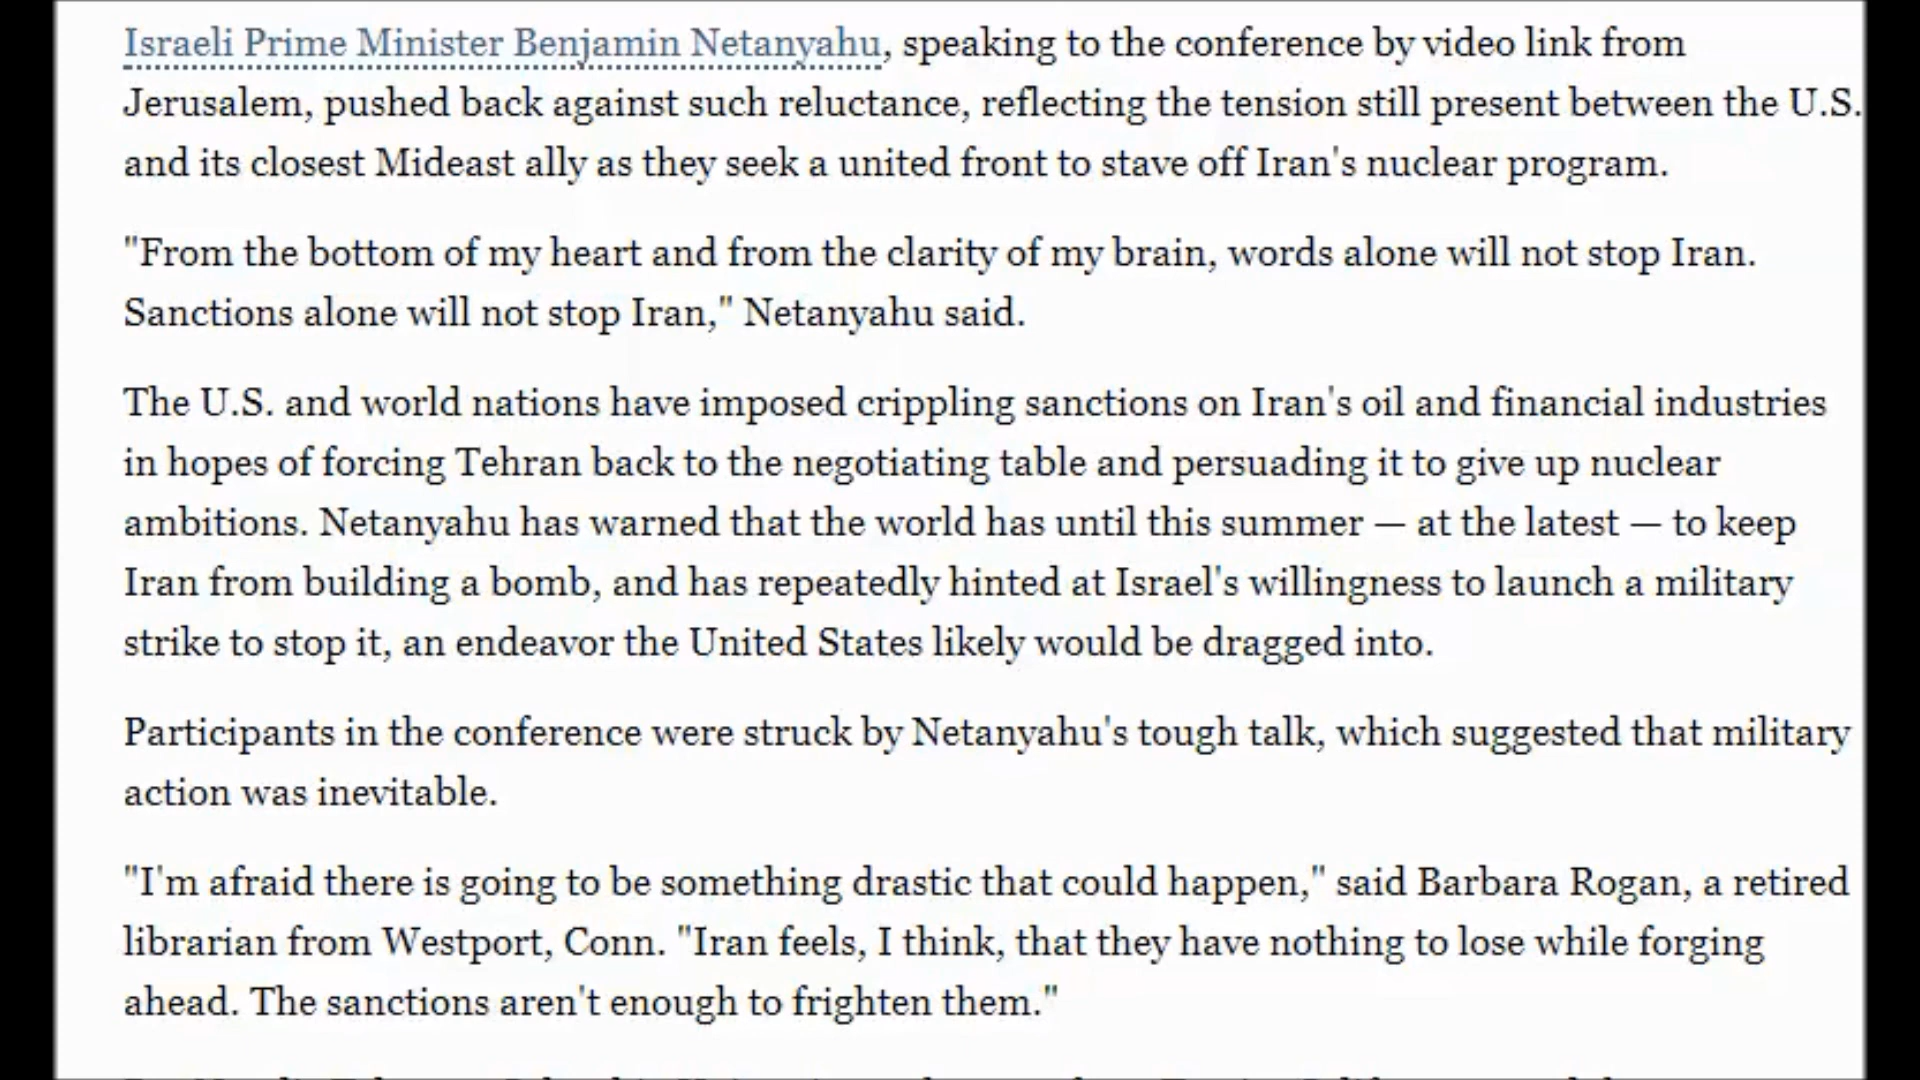 Israeli Prime Minister Benjamin Netanyahu, speaking to the conference by video link from
Jerusalem, pushed back against such reluctance, reflecting the tension still present between the U.S.
and its closest Mideast ally as they seek a united front to stave off Iran's nuclear program.
"From the bottom of my heart and from the clarity of my brain, words alone will not stop Iran.
Sanctions alone will not stop Iran," Netanyahu said.
The U.S. and world nations have imposed crippling sanctions on Iran's oil and financial industries
in hopes of forcing Tehran back to the negotiating table and persuading it to give up nuclear
ambitions. Netanyahu has warned that the world has until this summer — at the latest — to keep
Iran from building a bomb, and has repeatedly hinted at Israel's willingness to launch a military
strike to stop it, an endeavor the United States likely would be dragged into.
Participants in the conference were struck by Netanyahu's tough talk, which suggested that military
action was inevitable.
"I'm afraid there is going to be something drastic that could happen," said Barbara Rogan, a retired
librarian from Westport, Conn. "Iran feels, I think, that they have nothing to lose while forging
ahead. The sanctions aren't enough to frighten them."